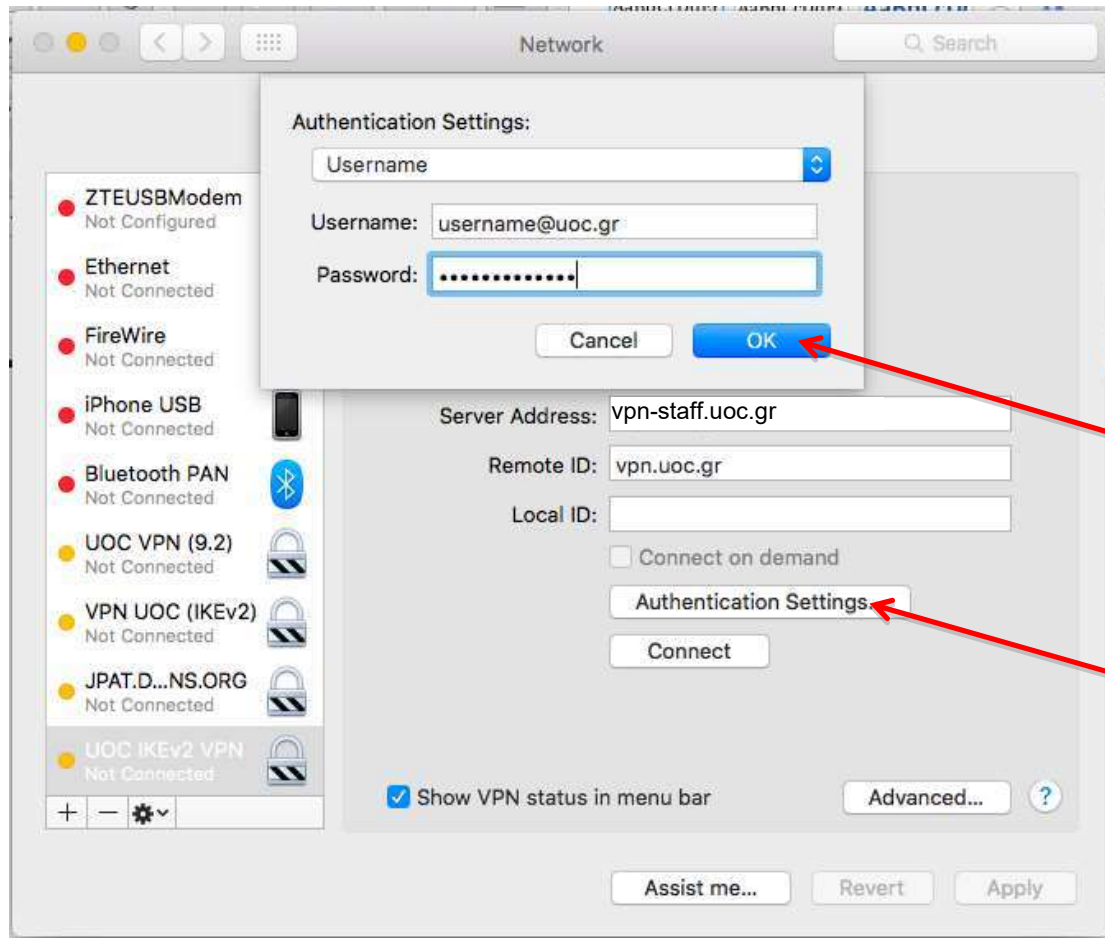 Network
Search
Authentication Settings:
Username
Username: username@uoc.gr
Password: •••••••••••••
Cancel OK
ZTEUSBModem
Not Configured
Ethernet
Not Connected
FireWire
Not Connected
iPhone USB
Not Connected
Bluetooth PAN
Not Connected
UOC VPN (9.2)
Not Connected
VPN UOC (IKEv2)
Not Connected
JPAT.D...NS.ORG
Not Connected
UOC IKEv2 VPN
Not Connected
Server Address: vpn-staff.uoc.gr
Remote ID: vpn.uoc.gr
Local ID:
Connect on demand
Authentication Settings...
Connect
Show VPN status in menu bar
Advanced... ?
Assist me... Revert Apply